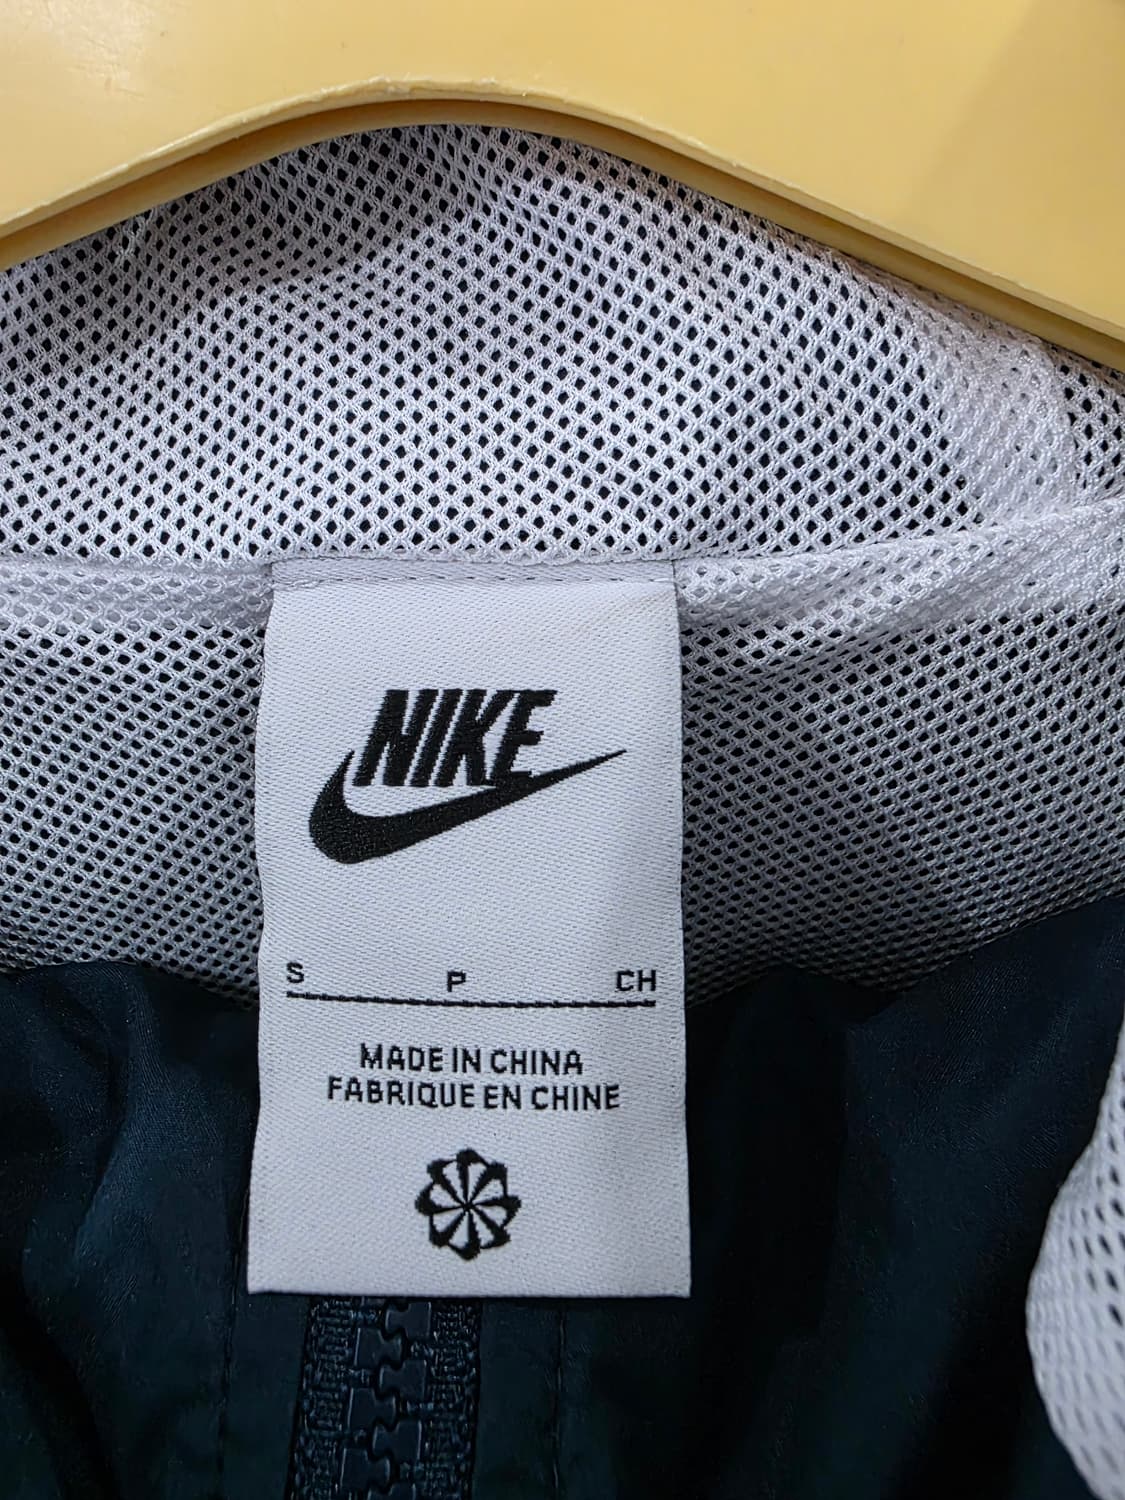 NIKE
S P CH
MADE IN CHINA
FABRIQUE EN CHINE